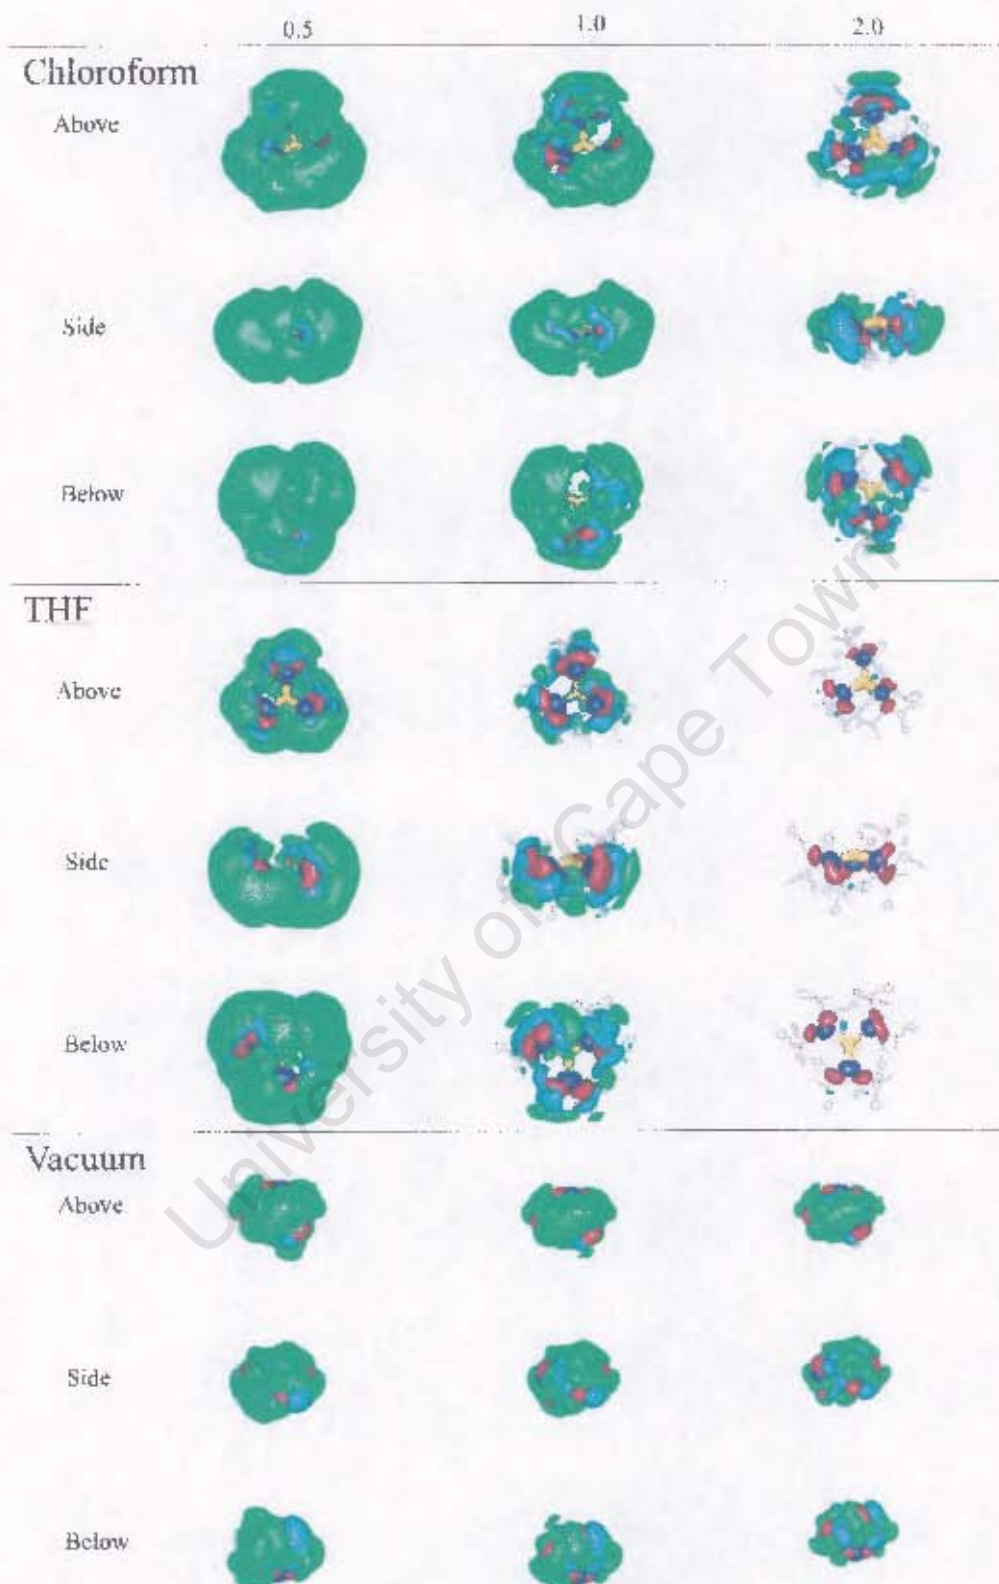 0.5 1.0 2.0
Chloroform
Above
Side
Below
THF
Above
Side
Below
Vacuum
Above
Side
Below
University of Cape Town